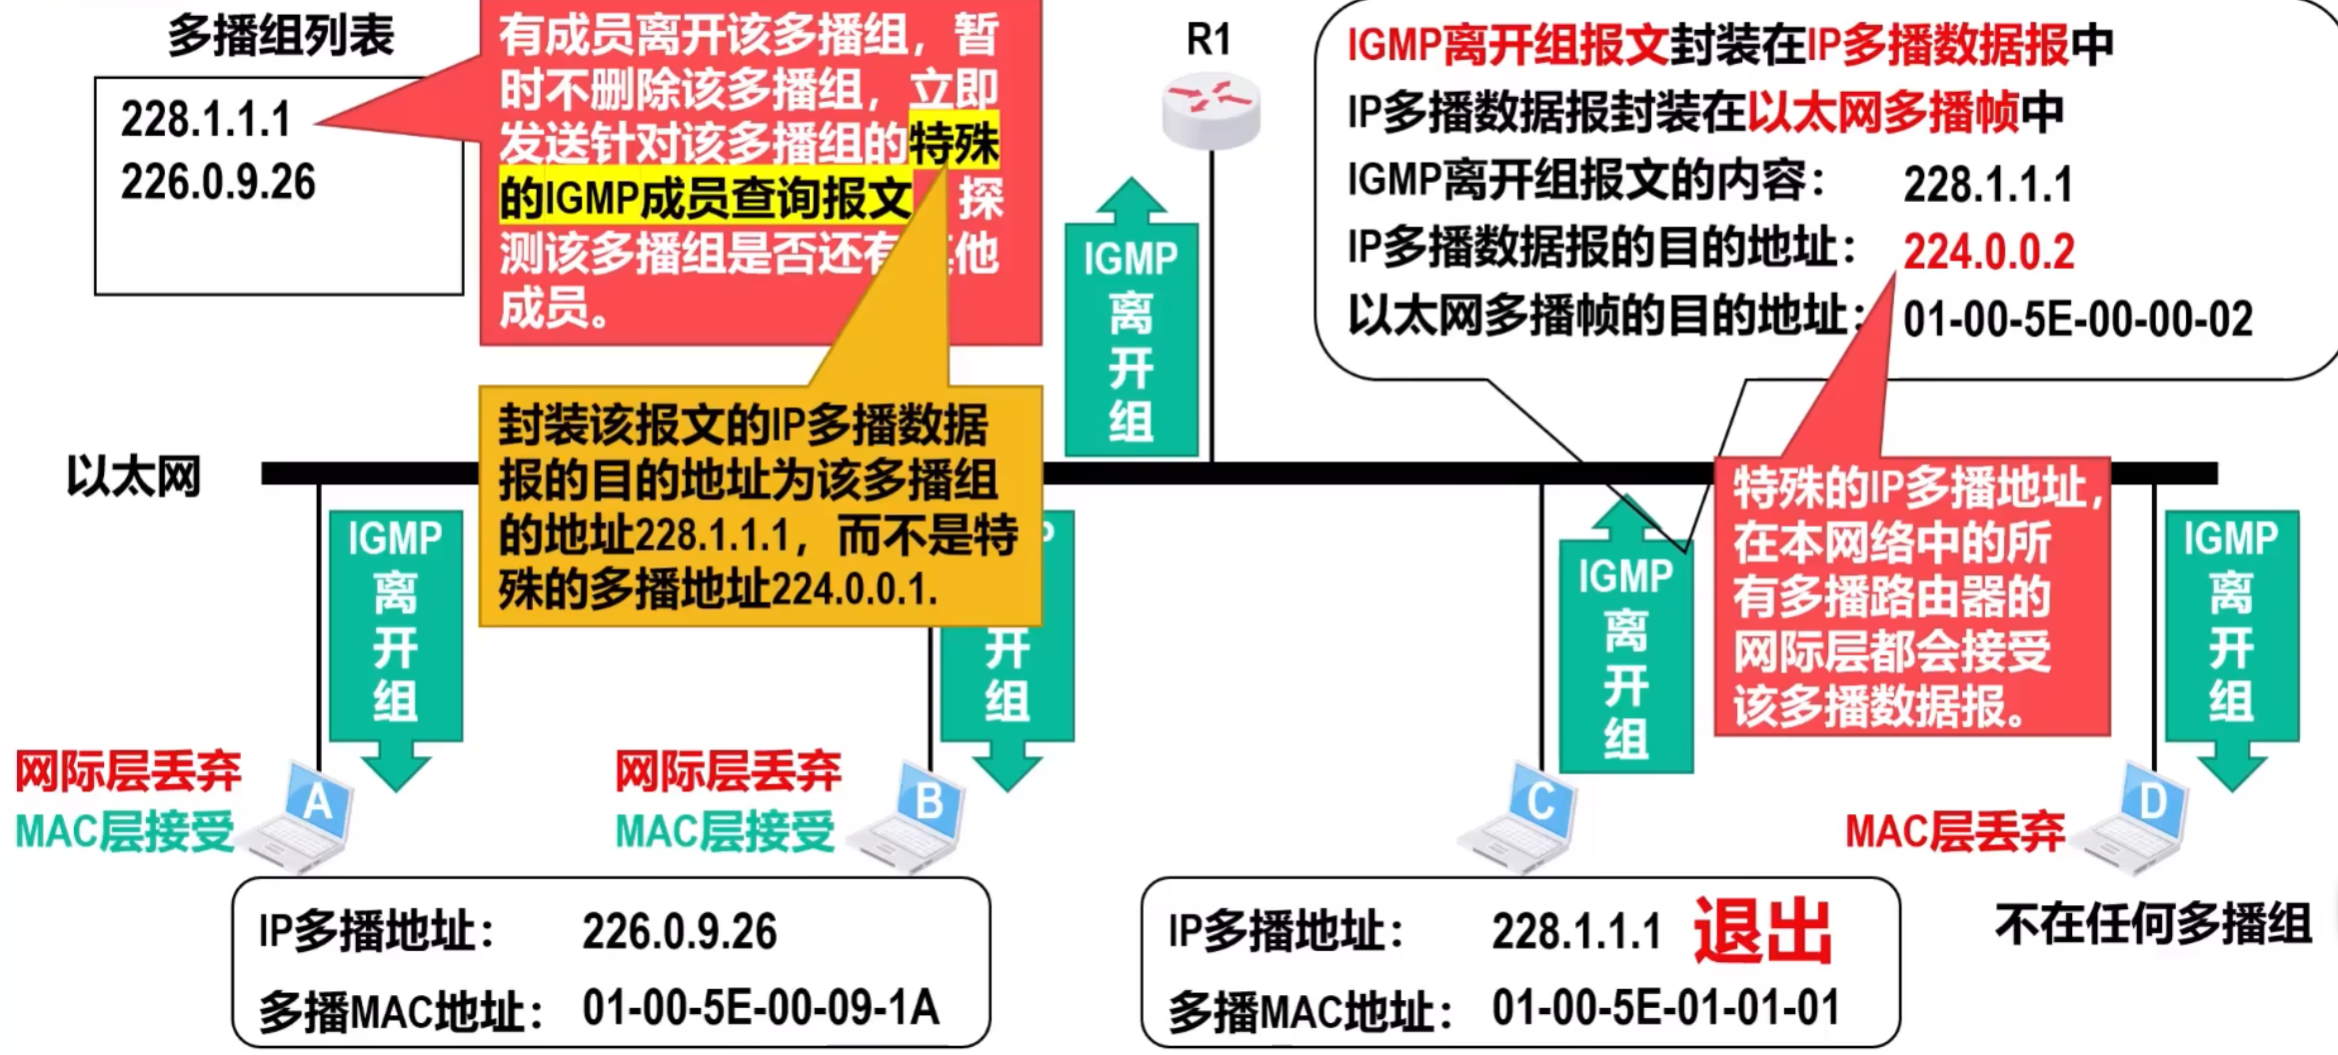 多播组列表
228.1.1.1
226.0.9.26
有成员离开该多播组，暂
时不删除该多播组，立即
发送针对该多播组的特殊
的IGMP成员查询报文
探
测该多播组是否还有其他
成员。
R1
IGMP离开组报文封装在IP多播数据报中
IP多播数据报封装在以太网多播帧中
IGMP离开组报文的内容： 228.1.1.1
IP多播数据报的目的地址： 224.0.0.2
以太网多播帧的目的地址： 01-00-5E-00-00-02
IGMP
离
开
组
封装该报文的IP多播数据
报的目的地址为该多播组
的地址228.1.1.1，而不是特
殊的多播地址224.0.0.1.
以太网
IGMP
离
开
组
P
开
组
IGMP
离
开
组
特殊的IP多播地址，
在本网络中的所
有多播路由器的
网际层都会接受
该多播数据报。
IGMP
离
开
组
网际层丢弃
MAC层接受
A
网际层丢弃
MAC层接受
B
C
MAC层丢弃
D
IP多播地址： 226.0.9.26
多播MAC地址： 01-00-5E-00-09-1A
IP多播地址： 228.1.1.1 退出
多播MAC地址： 01-00-5E-01-01-01
不在任何多播组